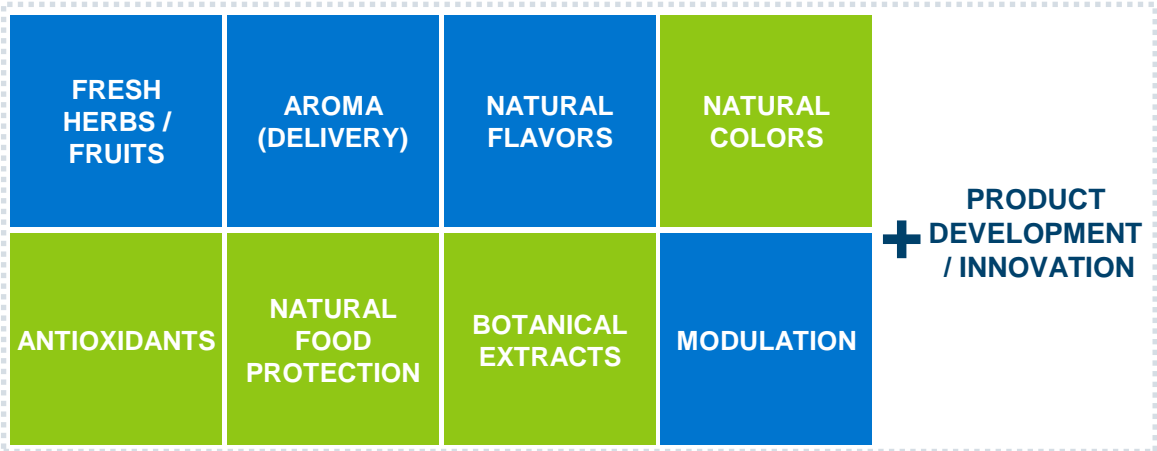 FRESH
HERBS /
FRUITS
AROMA
(DELIVERY)
NATURAL
FLAVORS
NATURAL
COLORS
ANTIOXIDANTS
NATURAL
FOOD
PROTECTION
BOTANICAL
EXTRACTS
MODULATION
+
PRODUCT
DEVELOPMENT
/ INNOVATION